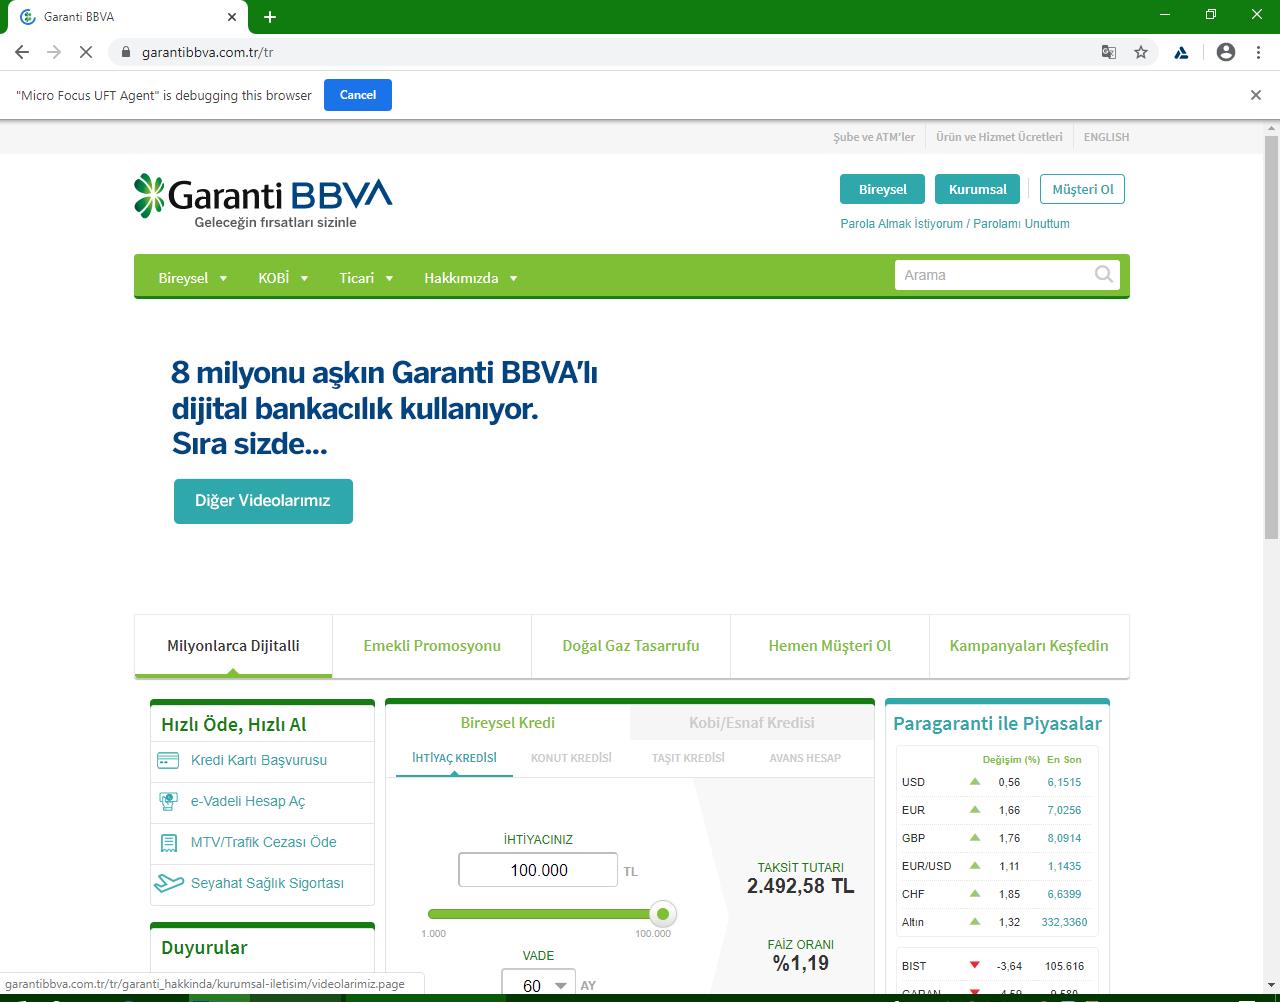 Garanti BBVA
garantibbva.com.tr/tr
"Micro Focus UFT Agent" is debugging this browser Cancel
Şube ve ATM'ler Ürün ve Hizmet Ücretleri ENGLISH
Garanti BBVA
Geleceğin fırsatları sizinle
Bireysel Kurumsal Müşteri Ol
Parola Almak İstiyorum / Parolamı Unuttum
Bireysel KOBİ Ticari Hakkımızda Arama
8 milyonu aşkın Garanti BBVA'lı
dijital bankacılık kullanıyor.
Sıra sizde...
Diğer Videolarımız
Milyonlarca Dijitalli Emekli Promosyonu Doğal Gaz Tasarrufu Hemen Müşteri Ol Kampanyaları Keşfedin
Hızlı Öde, Hızlı Al
Kredi Kartı Başvurusu
e-Vadeli Hesap Aç
MTV/Trafik Cezası Öde
Seyahat Sağlık Sigortası
Duyurular
Bireysel Kredi Kobi/Esnaf Kredisi
İHTİYAÇ KREDİSİ KONUT KREDİSİ TAŞIT KREDİSİ AVANS HESAP
İHTİYACINIZ
100.000 TL
1.000 100.000
VADE
60 AY
TAKSİT TUTARI
2.492,58 TL
FAİZ ORANI
%1,19
Paragaranti ile Piyasalar
Değişim (%) En Son
USD 0,56 6,1515
EUR 1,66 7,0256
GBP 1,76 8,0914
EUR/USD 1,11 1,1435
CHF 1,85 6,6399
Altın 1,32 332,3360
BIST -3,64 105.616
GARAN -4,59 9,580
garantibbva.com.tr/tr/garanti_hakkinda/kurumsal-iletisim/videolarimiz.page